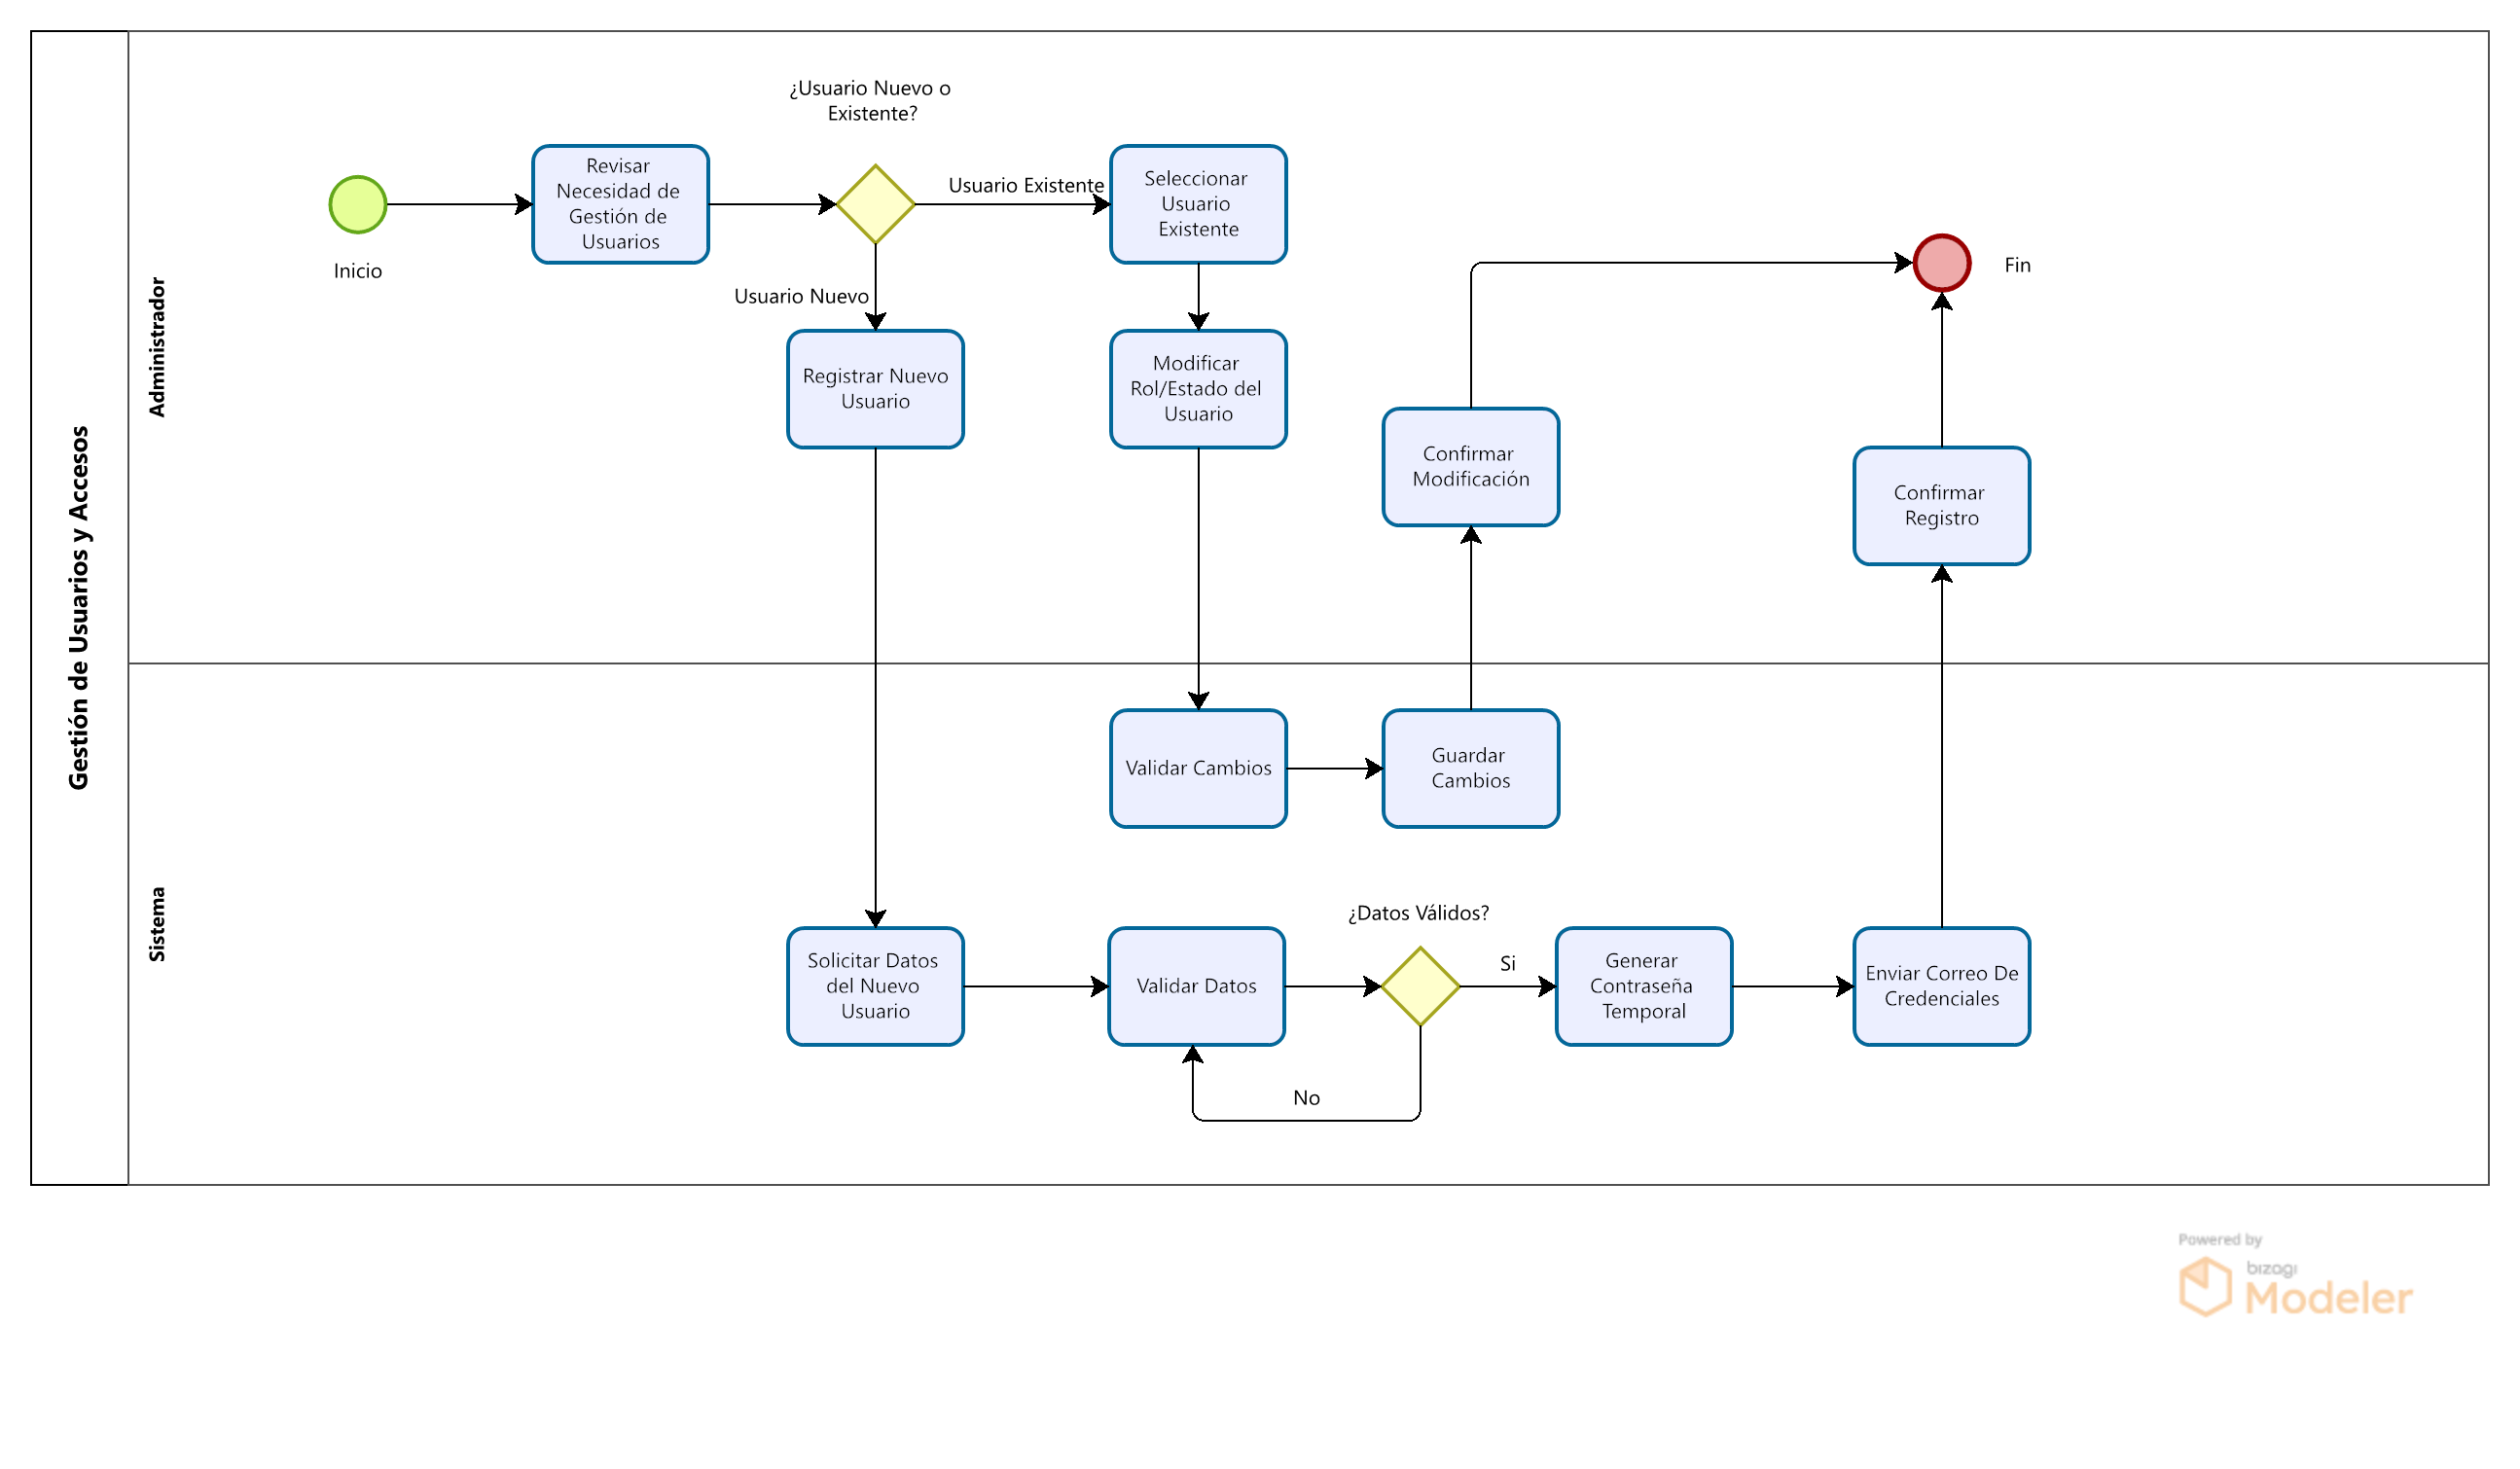 Gestión de Usuarios y Accesos
Administrador
¿Usuario Nuevo o
Existente?
Inicio
Revisar
Necesidad de
Gestión de
Usuarios
Usuario Existente
Seleccionar
Usuario
Existente
Usuario Nuevo
Registrar Nuevo
Usuario
Modificar
Rol/Estado del
Usuario
Confirmar
Modificación
Fin
Confirmar
Registro
Sistema
Validar Cambios
Guardar
Cambios
Solicitar Datos
del Nuevo
Usuario
Validar Datos
¿Datos Válidos?
Si
No
Generar
Contraseña
Temporal
Enviar Correo De
Credenciales
Powered by
bizagi
Modeler